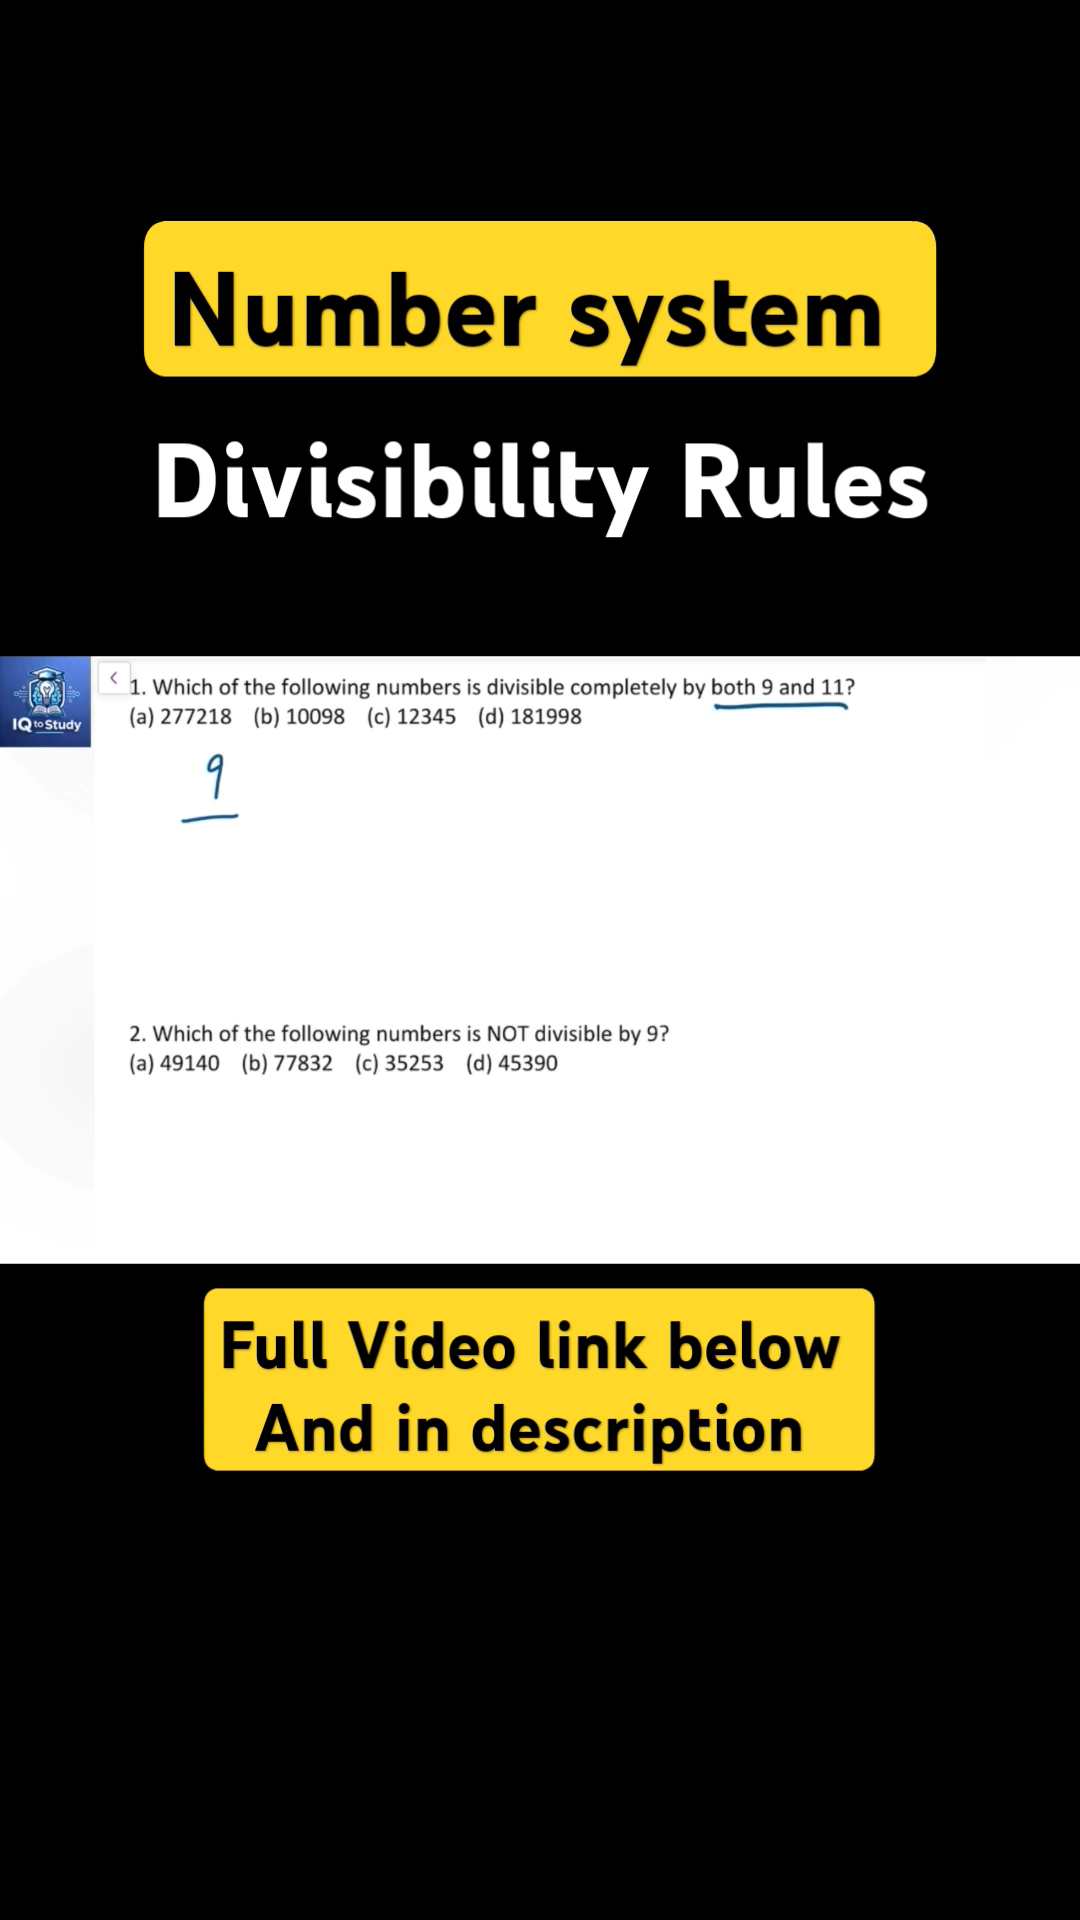 Number system
Divisibility Rules
IQ to Study
<
1. Which of the following numbers is divisible completely by both 9 and 11?
(a) 277218 (b) 10098 (c) 12345 (d) 181998
9
2. Which of the following numbers is NOT divisible by 9?
(a) 49140 (b) 77832 (c) 35253 (d) 45390
Full Video link below
And in description